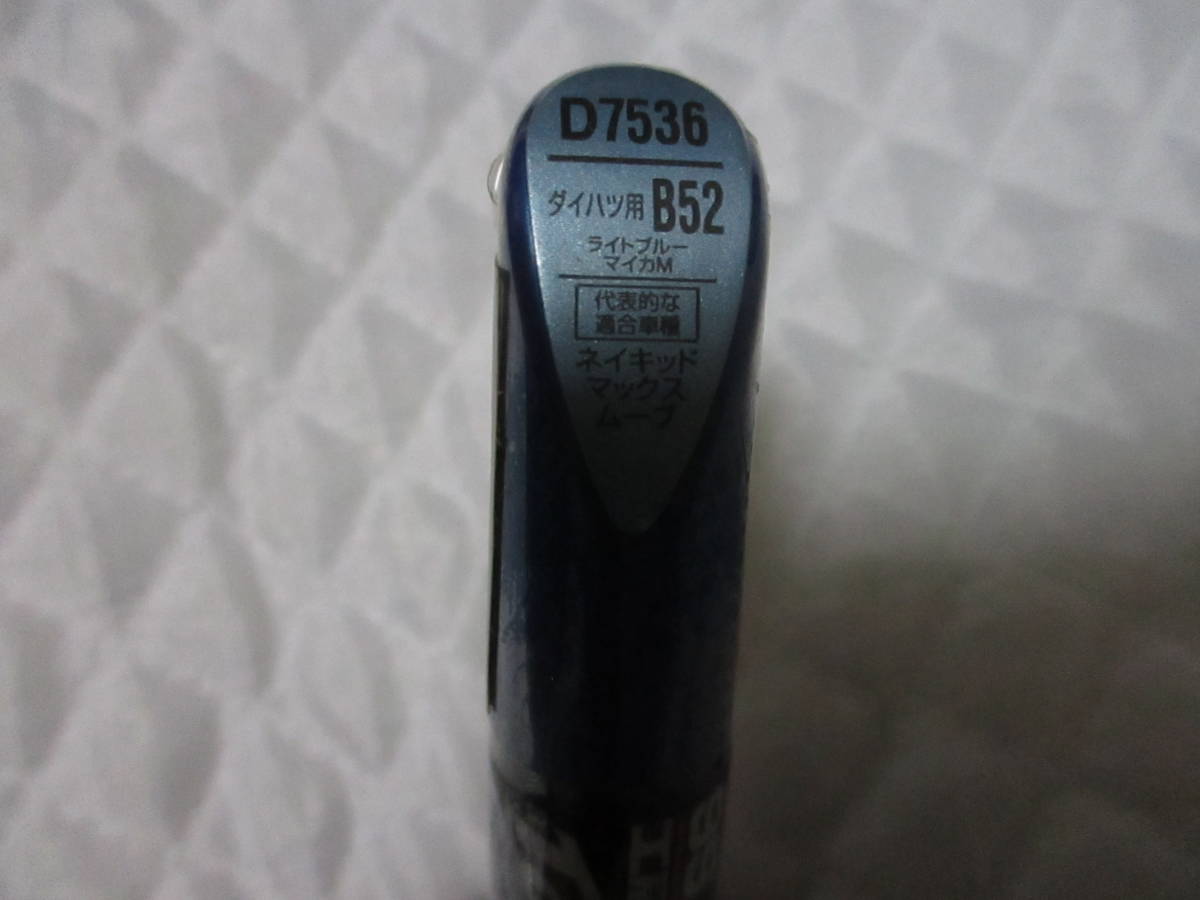 D7536
ダイハツ用 B52
ライトブルー
マイカM
代表的な
適合車種
ネイキッド
マックス
ムーブ